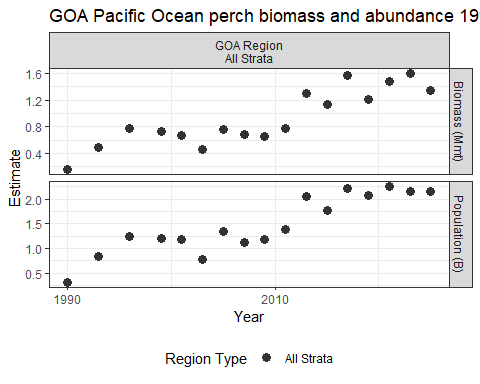 GOA Pacific Ocean perch biomass and abundance 19
GOA Region
All Strata
1.6
1.2
0.8
0.4
Biomass (Mmt)
Estimate
2.0
1.5
1.0
0.5
Population (B)
1990
2010
Year
Region Type
All Strata